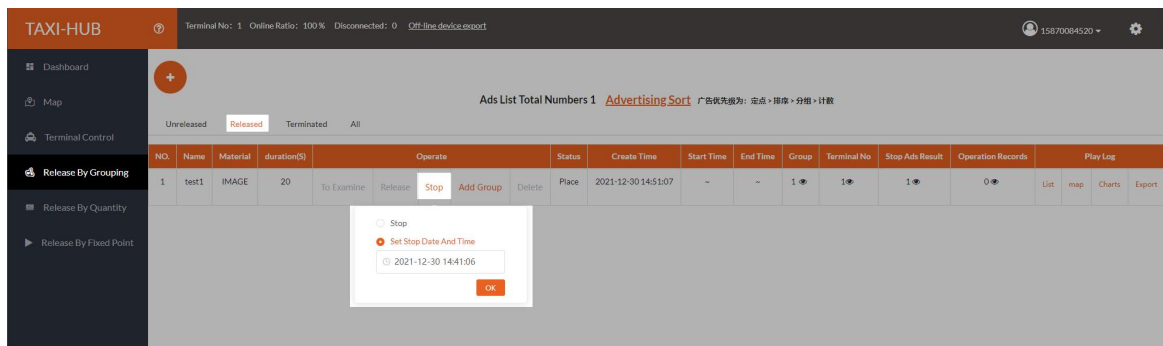 TAXI-HUB
Terminal No: 1 Online Ratio: 100 % Disconnected: 0 Off-line device export
15870084520
Dashboard
Map
Terminal Control
Release By Grouping
Release By Quantity
Release By Fixed Point
+
Ads List Total Numbers 1 Advertising Sort 广告优先级为: 定点 > 排序 > 分组 > 计数
Unreleased Released Terminated All
NO. Name Material duration(S) Operate Status Create Time Start Time End Time Group Terminal No Stop Ads Result Operation Records Play Log
1 test1 IMAGE 20 To Examine Release Stop Add Group Delete Place 2021-12-30 14:51:07 – – 1 1 1 0 List map Charts Export
Stop
Set Stop Date And Time
2021-12-30 14:41:06
OK